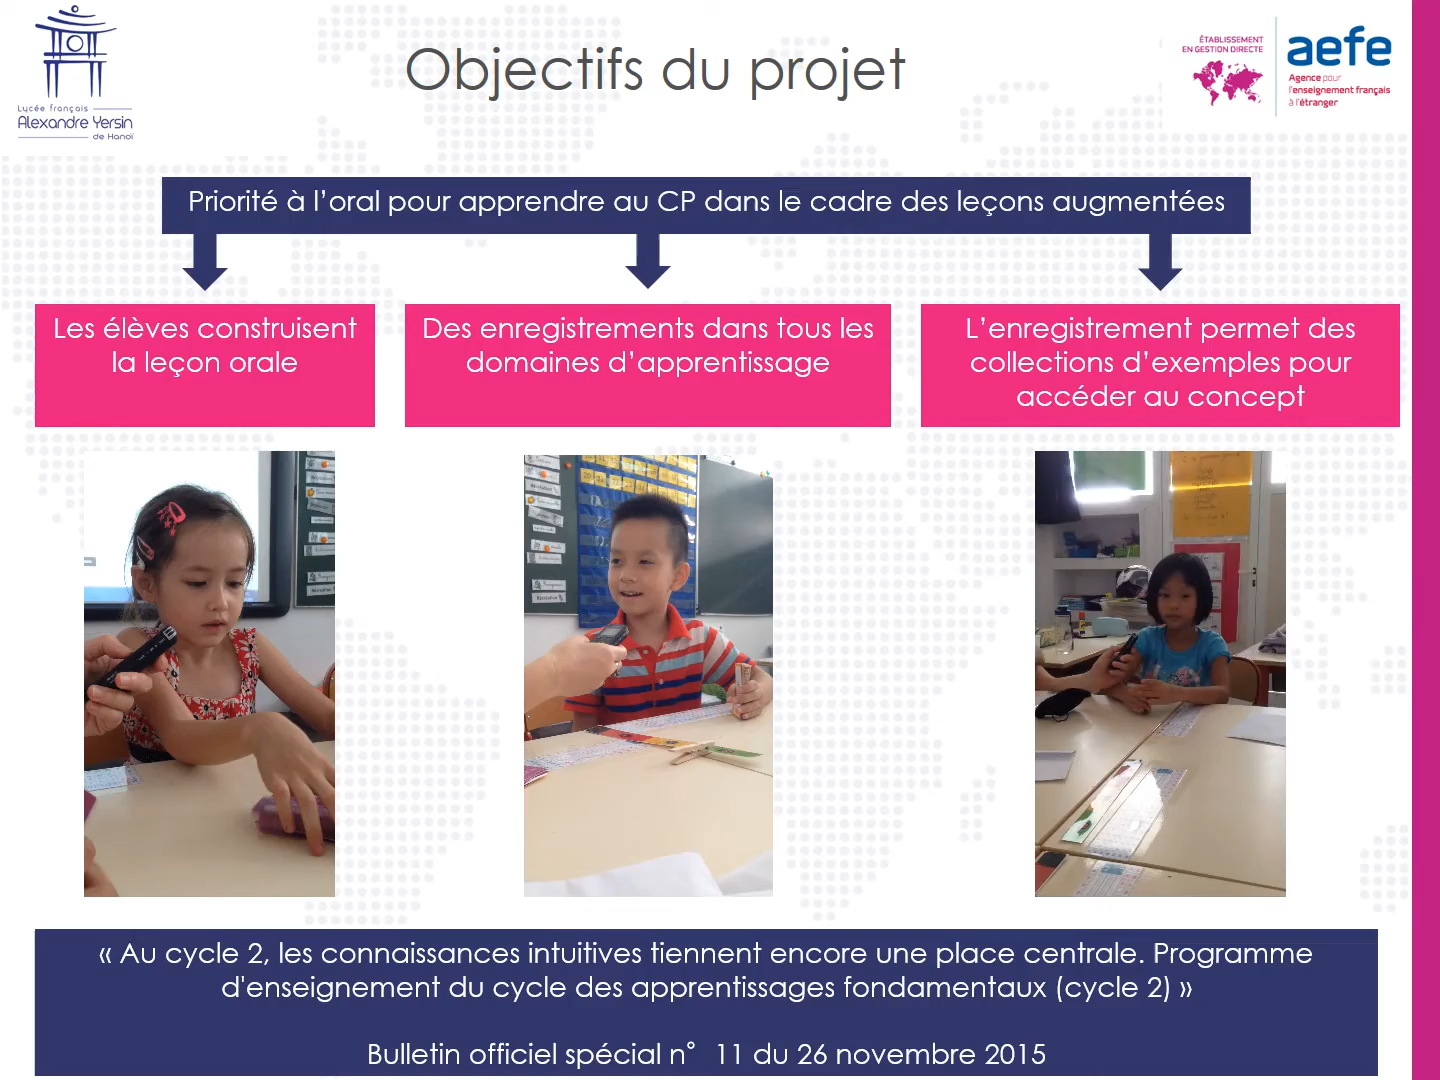 Lycée français
Alexandre Yersin
de Hanoï
Objectifs du projet
ÉTABLISSEMENT
EN GESTION DIRECTE
aefe
Agence pour
l'enseignement français
à l'étranger
Priorité à l’oral pour apprendre au CP dans le cadre des leçons augmentées
Les élèves construisent
la leçon orale
Des enregistrements dans tous les
domaines d’apprentissage
L’enregistrement permet des
collections d’exemples pour
accéder au concept
« Au cycle 2, les connaissances intuitives tiennent encore une place centrale. Programme
d'enseignement du cycle des apprentissages fondamentaux (cycle 2) »
Bulletin officiel spécial n° 11 du 26 novembre 2015